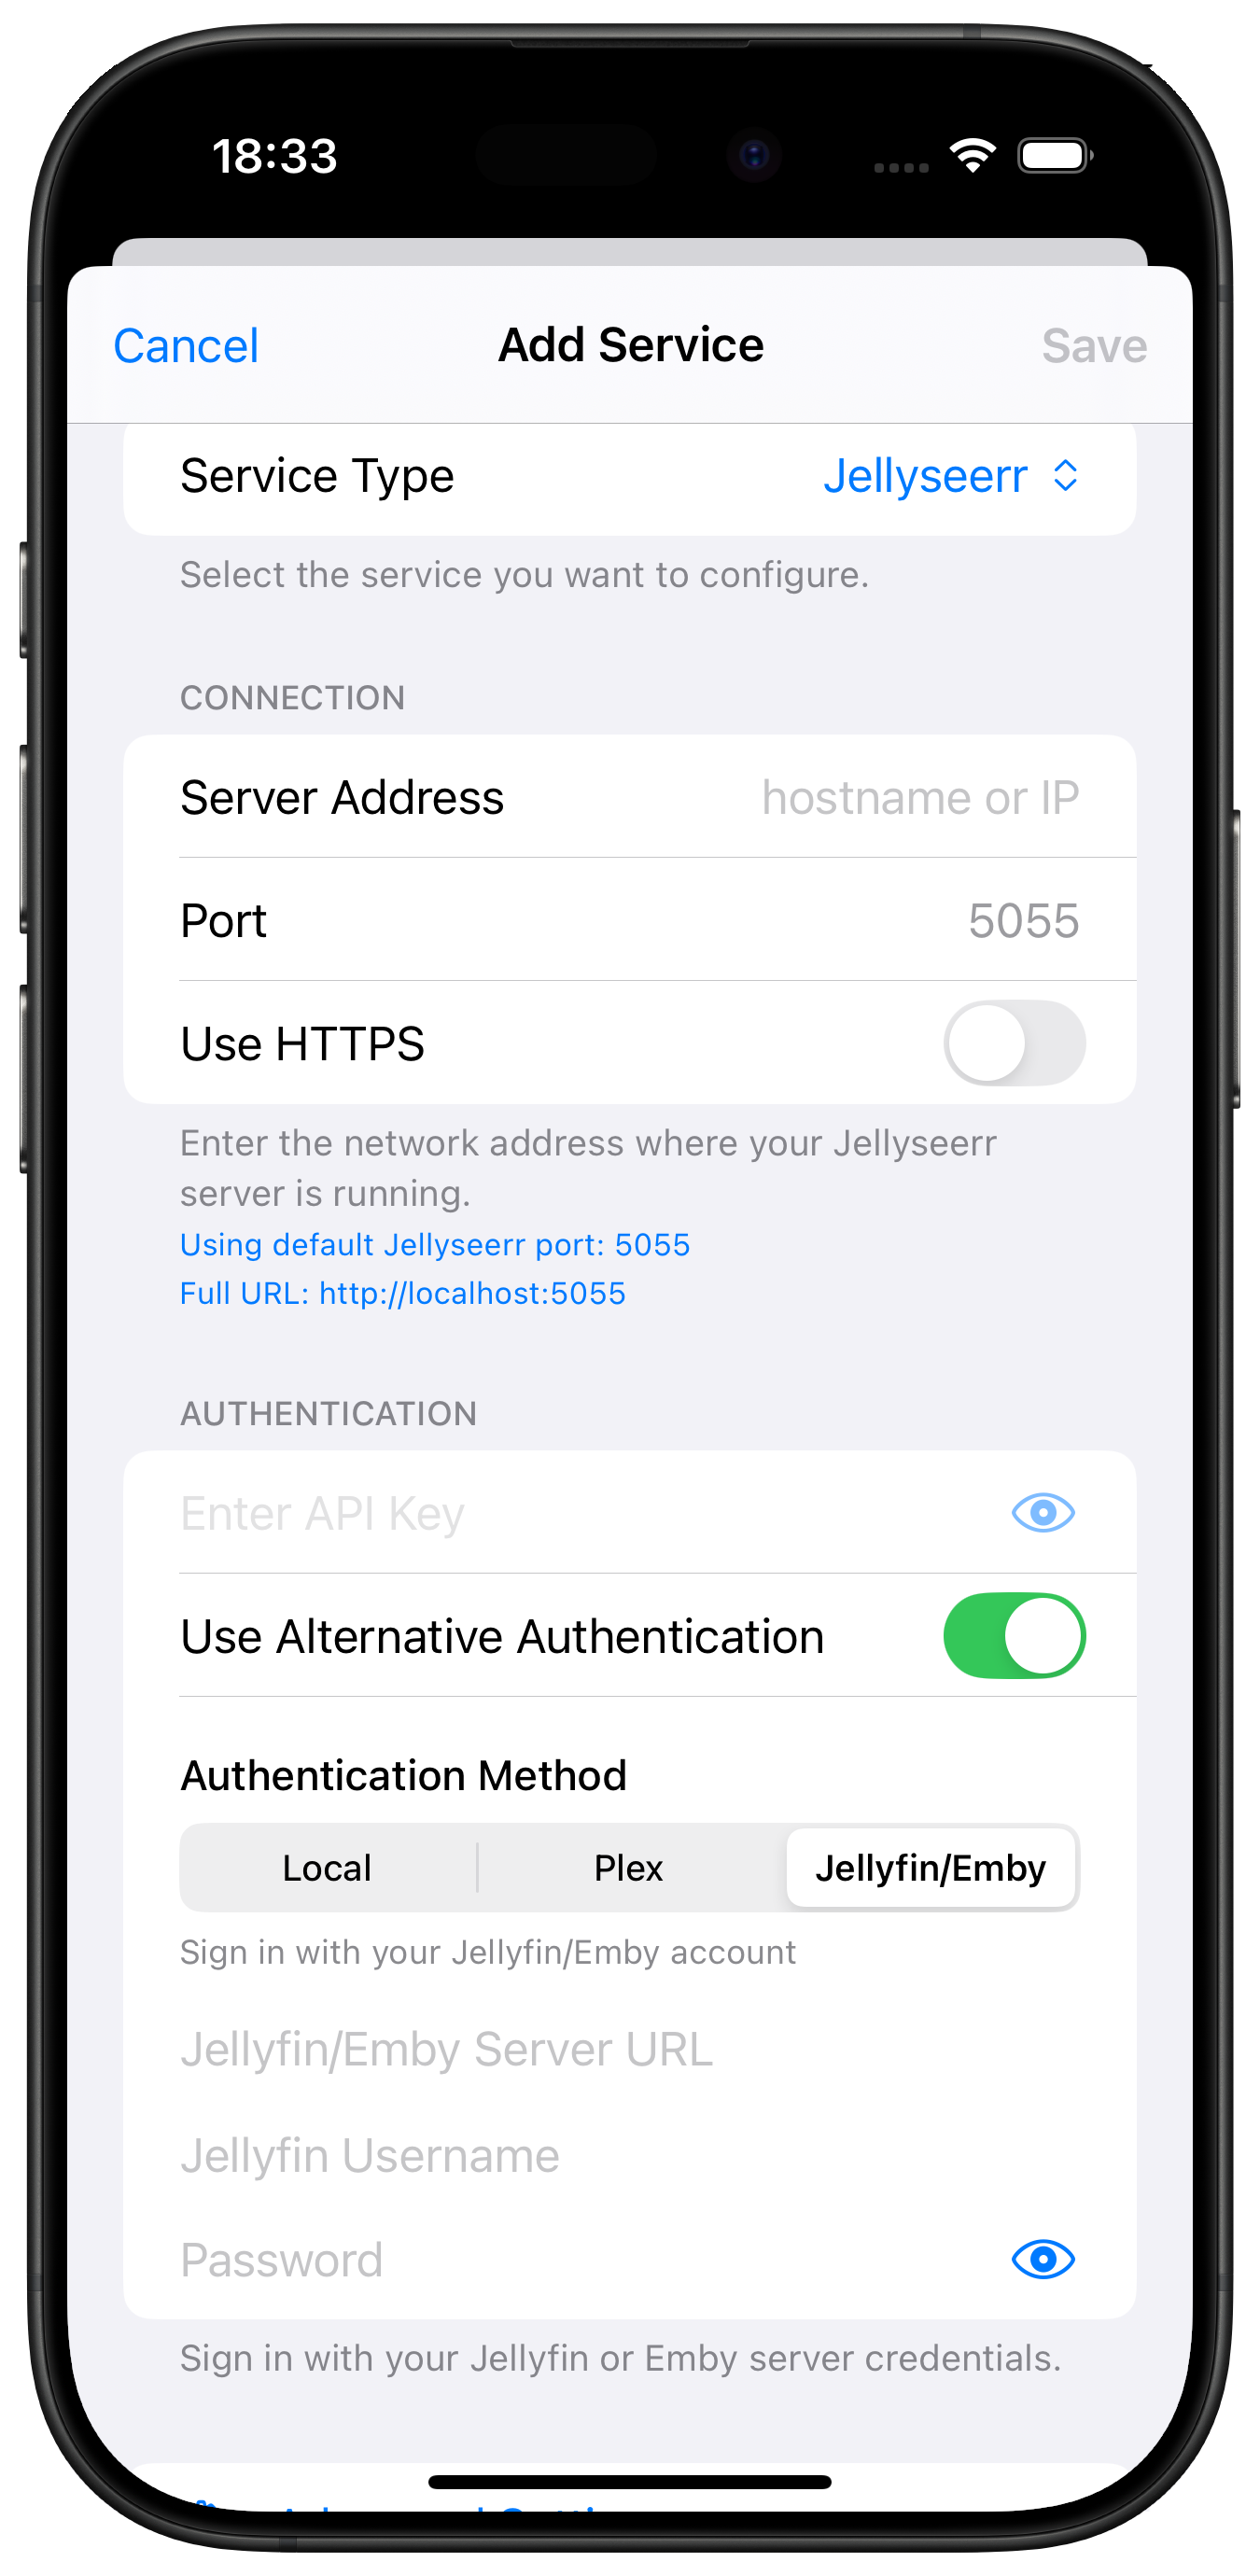 18:33
Cancel
Add Service
Save
Service Type
Jellyseerr
Select the service you want to configure.
CONNECTION
Server Address
hostname or IP
Port
5055
Use HTTPS
Enter the network address where your Jellyseerr
server is running.
Using default Jellyseerr port: 5055
Full URL: http://localhost:5055
AUTHENTICATION
Enter API Key
Use Alternative Authentication
Authentication Method
Local
Plex
Jellyfin/Emby
Sign in with your Jellyfin/Emby account
Jellyfin/Emby Server URL
Jellyfin Username
Password
Sign in with your Jellyfin or Emby server credentials.